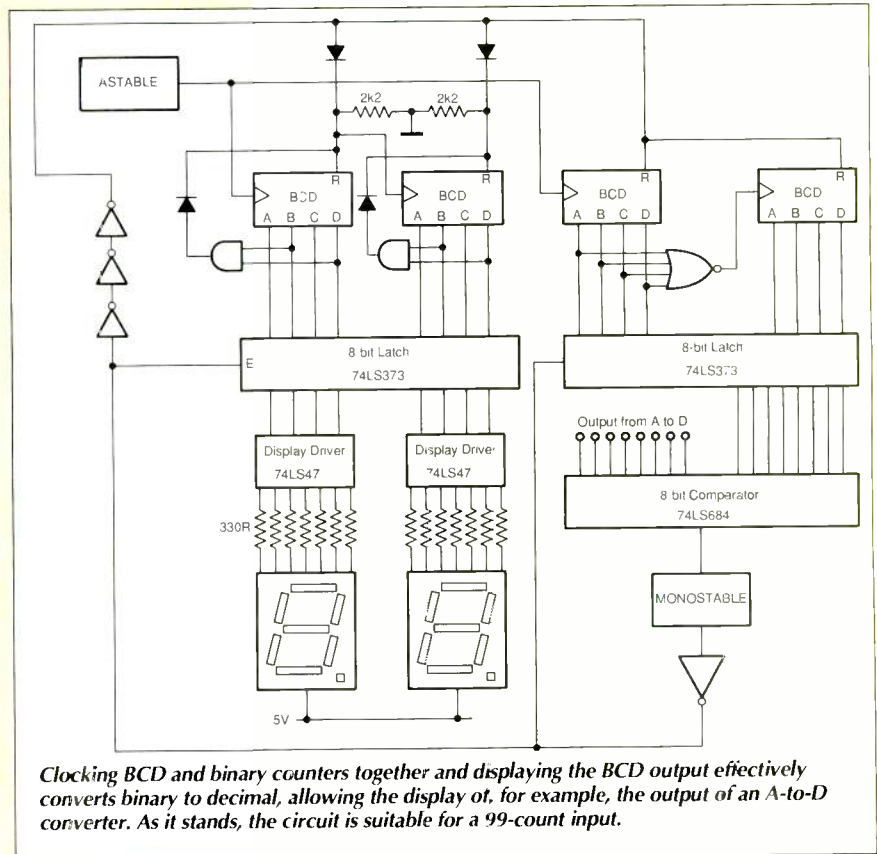 ASTABLE
2k2 2k2
R R R R
BCD BCD BCD BCD
A B C D A B C D A B C D A B C D
E
8 bit Latch
74LS373
8-bit Latch
74LS373
Output from A to D
Display Driver
74LS47
Display Driver
74LS47
8 bit Comparator
74LS684
330R
MONOSTABLE
5V
Clocking BCD and binary counters together and displaying the BCD output effectively
converts binary to decimal, allowing the display of, for example, the output of an A-to-D
converter. As it stands, the circuit is suitable for a 99-count input.